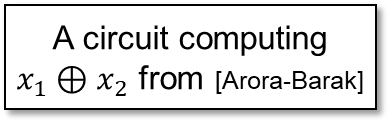 A circuit computing
𝑥₁ ⊕ 𝑥₂ from [Arora-Barak]